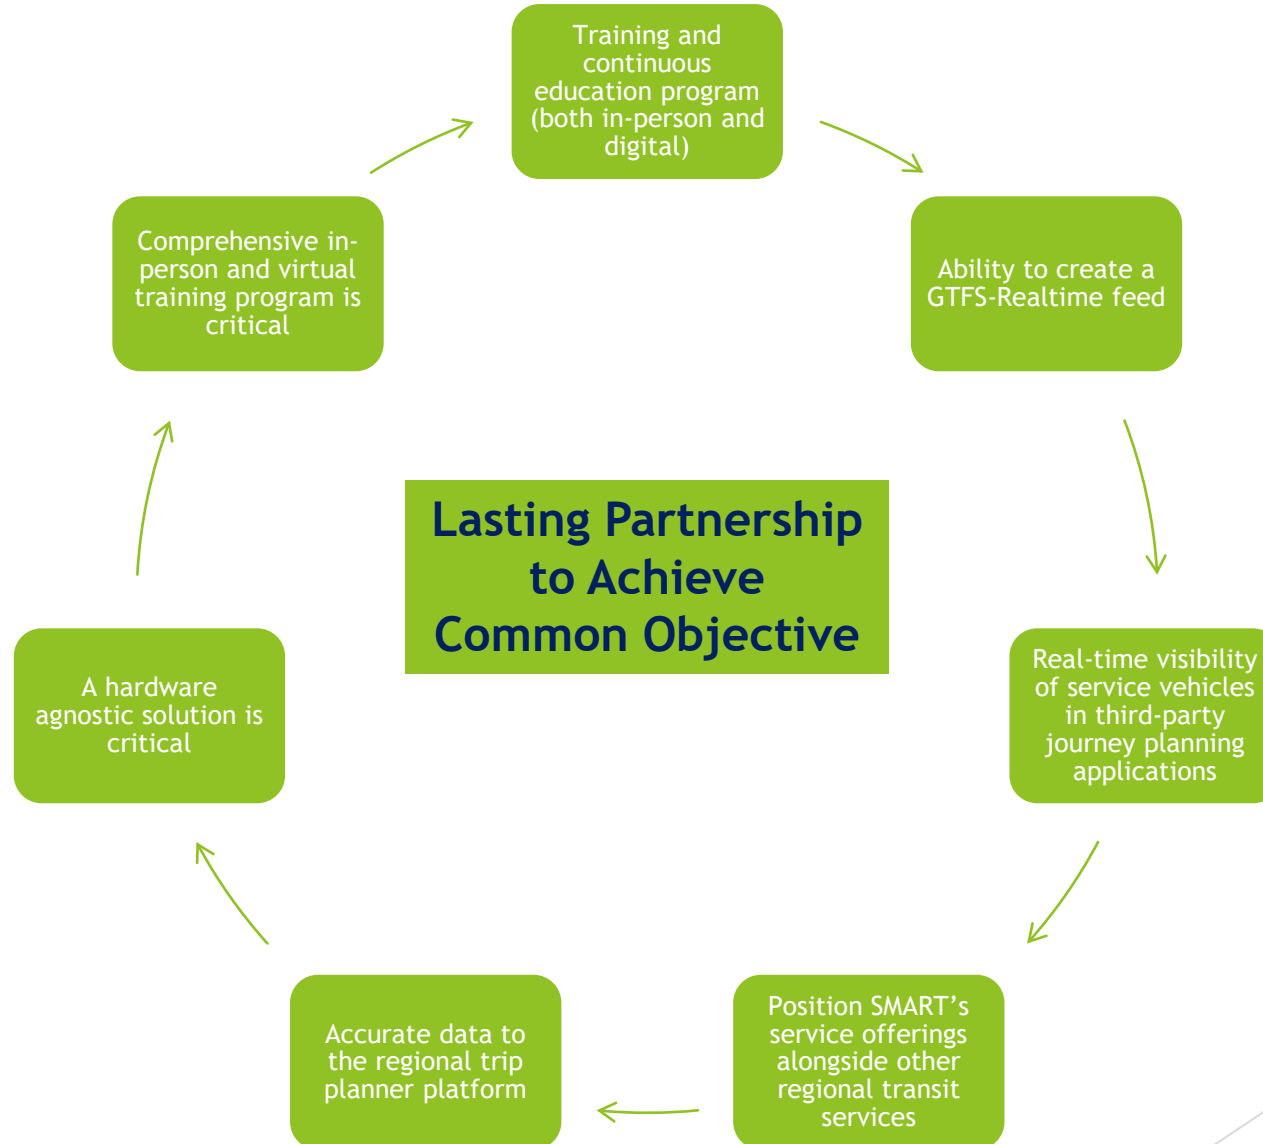 Training and
continuous
education program
(both in-person and
digital)
Ability to create a
GTFS-Realtime feed
Real-time visibility
of service vehicles
in third-party
journey planning
applications
Position SMART’s
service offerings
alongside other
regional transit
services
Accurate data to
the regional trip
planner platform
A hardware
agnostic solution is
critical
Comprehensive in-
person and virtual
training program is
critical
Lasting Partnership
to Achieve
Common Objective